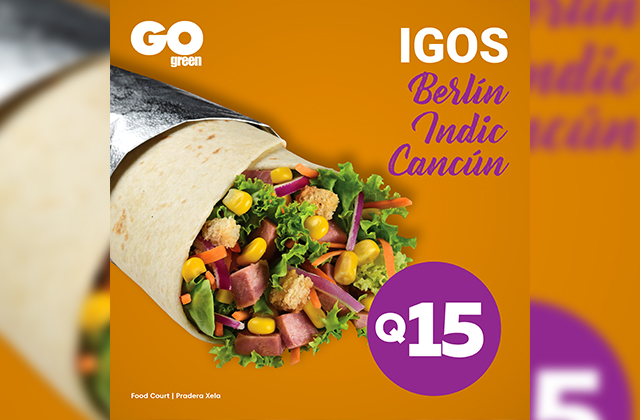 GO
green
IGOS
Berlín
Indic
Cancún
Q15
Food Court | Pradera Xela